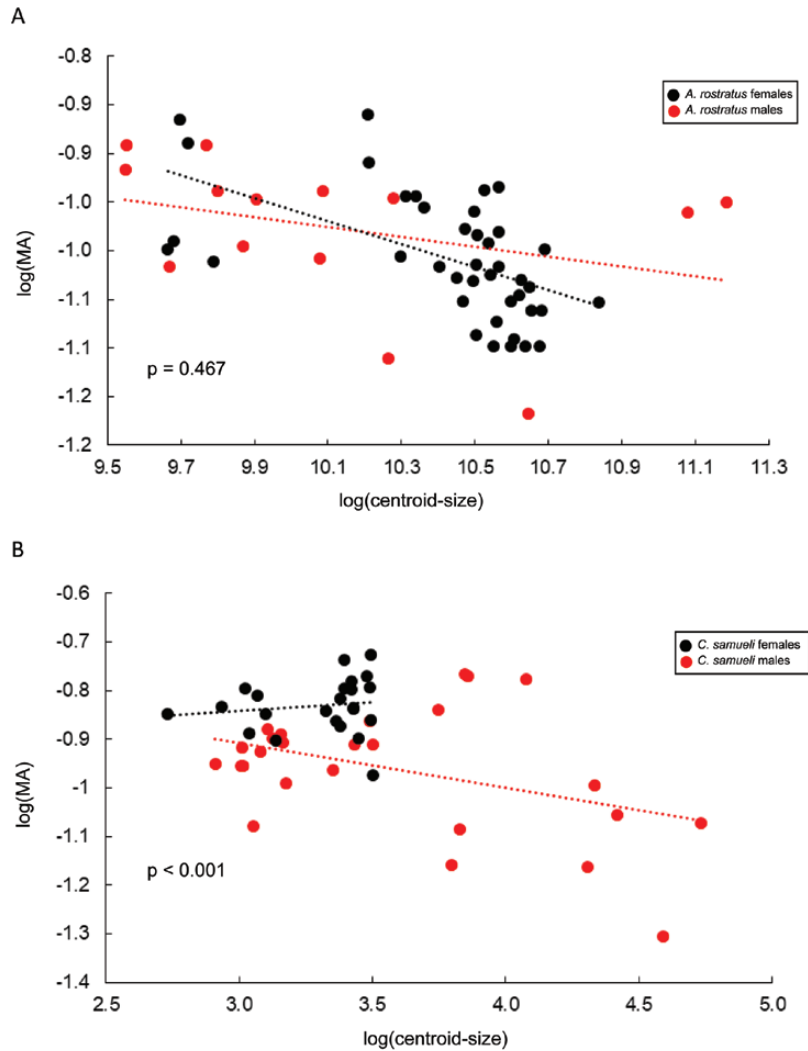 A
-0.8
-0.9
-0.9
-1.0
-1.0
-1.1
-1.1
-1.2
-1.2
log(MA)
A. rostratus females
A. rostratus males
p = 0.467
9.5 9.7 9.9 10.1 10.3 10.5 10.7 10.9 11.1 11.3
log(centroid-size)
B
-0.6
-0.7
-0.8
-0.9
-1
-1.1
-1.2
-1.3
-1.4
log(MA)
C. samueli females
C. samueli males
p < 0.001
2.5 3.0 3.5 4.0 4.5 5.0
log(centroid-size)